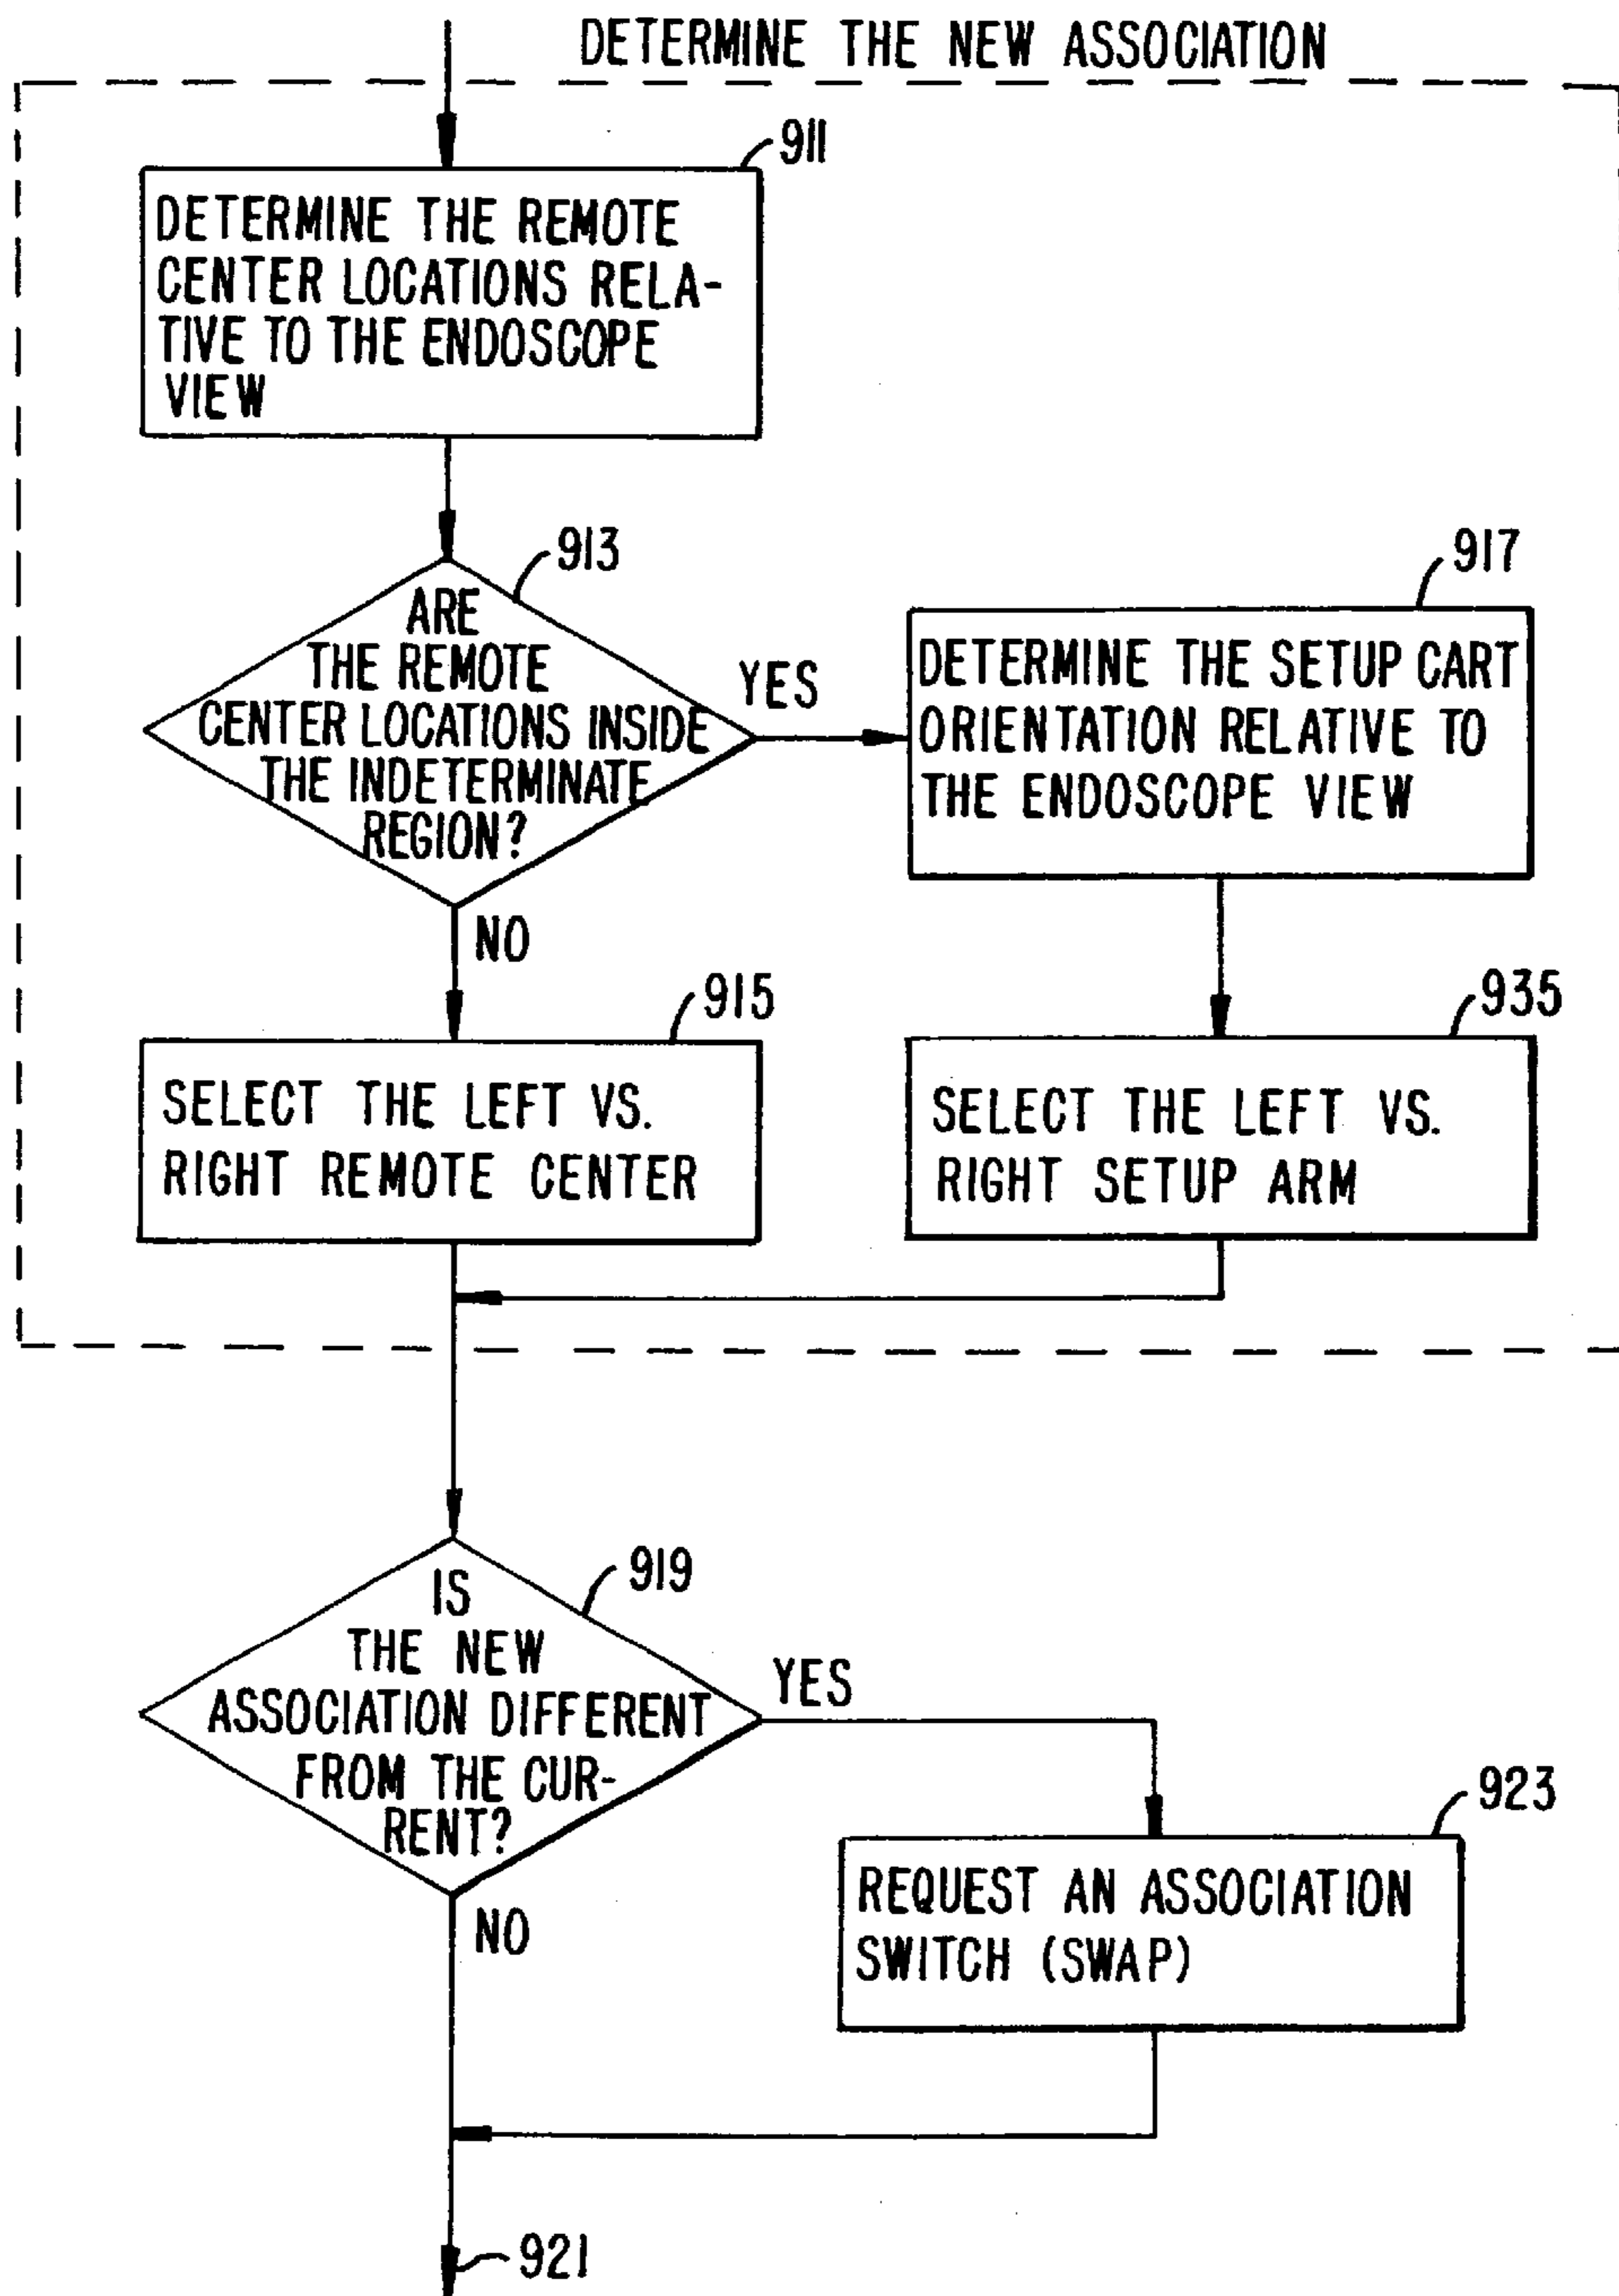 DETERMINE THE NEW ASSOCIATION
911
DETERMINE THE REMOTE
CENTER LOCATIONS RELA-
TIVE TO THE ENDOSCOPE
VIEW
913
ARE
THE REMOTE
CENTER LOCATIONS INSIDE
THE INDETERMINATE
REGION?
YES
917
DETERMINE THE SETUP CART
ORIENTATION RELATIVE TO
THE ENDOSCOPE VIEW
NO
915
SELECT THE LEFT VS.
RIGHT REMOTE CENTER
935
SELECT THE LEFT VS.
RIGHT SETUP ARM
919
IS
THE NEW
ASSOCIATION DIFFERENT
FROM THE CUR-
RENT?
YES
923
REQUEST AN ASSOCIATION
SWITCH (SWAP)
NO
921